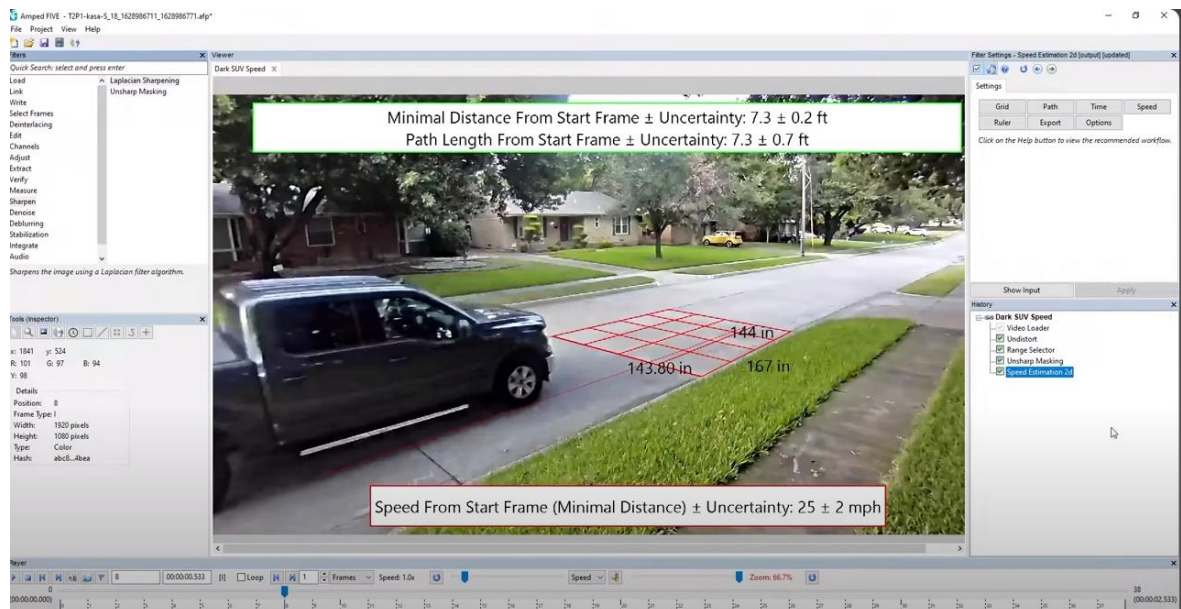 Amped FIVE - T2P1-kasa-S_18_1628986711_1628986771.afp*
File Project View Help
Filters
Quick Search: select and press enter
Load
Link
Write
Select Frames
Deinterlacing
Edit
Channels
Adjust
Extract
Verify
Measure
Sharpen
Denoise
Deblurring
Stabilization
Integrate
Audio
Laplacian Sharpening
Unsharp Masking
Sharpens the image using a Laplacian filter algorithm.
Tools (Inspector)
x: 1841 y: 524
R: 101 G: 97 B: 94
Y: 98
Details
Position: 8
Frame Type: I
Width: 1920 pixels
Height: 1080 pixels
Type: Color
Hash: abc8...4bea
Viewer
Dark SUV Speed
Minimal Distance From Start Frame ± Uncertainty: 7.3 ± 0.2 ft
Path Length From Start Frame ± Uncertainty: 7.3 ± 0.7 ft
144 in
143.80 in
167 in
Speed From Start Frame (Minimal Distance) ± Uncertainty: 25 ± 2 mph
Filter Settings - Speed Estimation 2d [output] [updated]
Settings
Grid Path Time Speed
Ruler Export Options
Click on the Help button to view the recommended workflow.
Show Input Apply
History
Dark SUV Speed
Video Loader
Undistort
Range Selector
Unsharp Masking
Speed Estimation 2d
Player
8 00:00:00.533 [I] Loop 1 Frames Speed: 1.0x Speed Zoom: 66.7%
0 38
(00:00:00.000) (00:00:02.533)